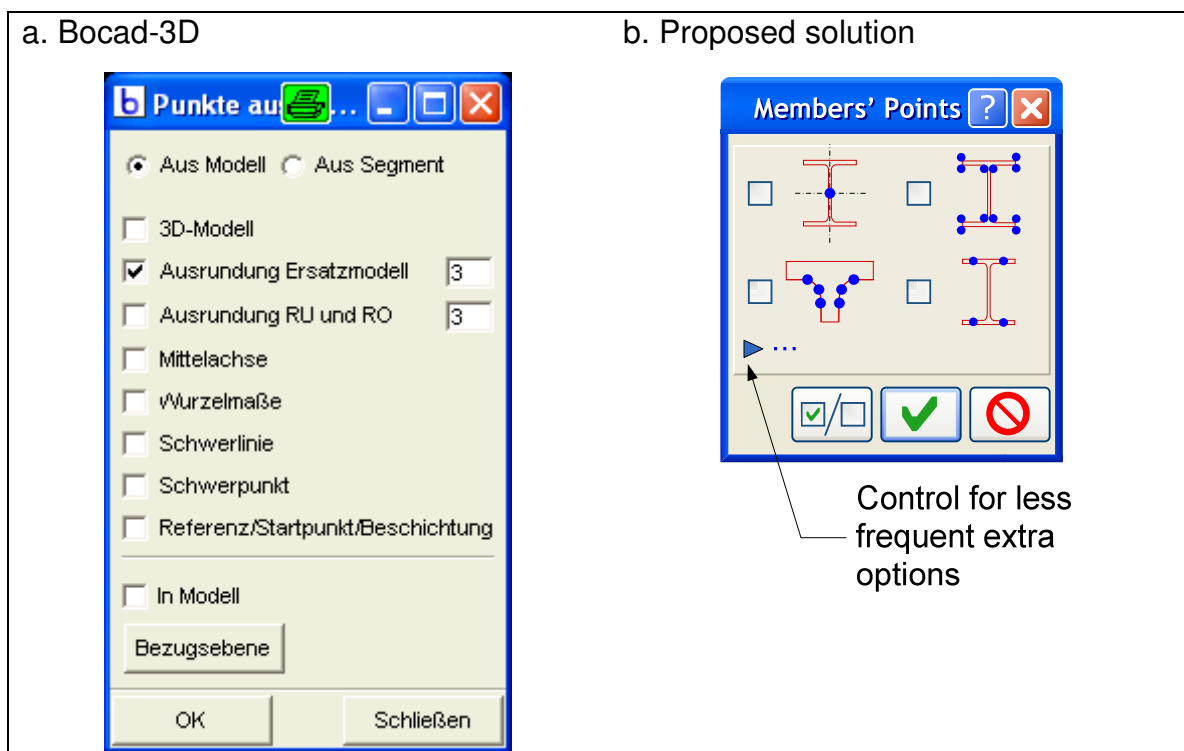 a. Bocad-3D
b. Proposed solution
b Punkte au ...
Aus Modell Aus Segment
3D-Modell
Ausrundung Ersatzmodell 3
Ausrundung RU und RO 3
Mittelachse
Wurzelmaße
Schwerlinie
Schwerpunkt
Referenz/Startpunkt/Beschichtung
In Modell
Bezugsebene
OK Schließen
Members' Points ?
...
Control for less
frequent extra
options